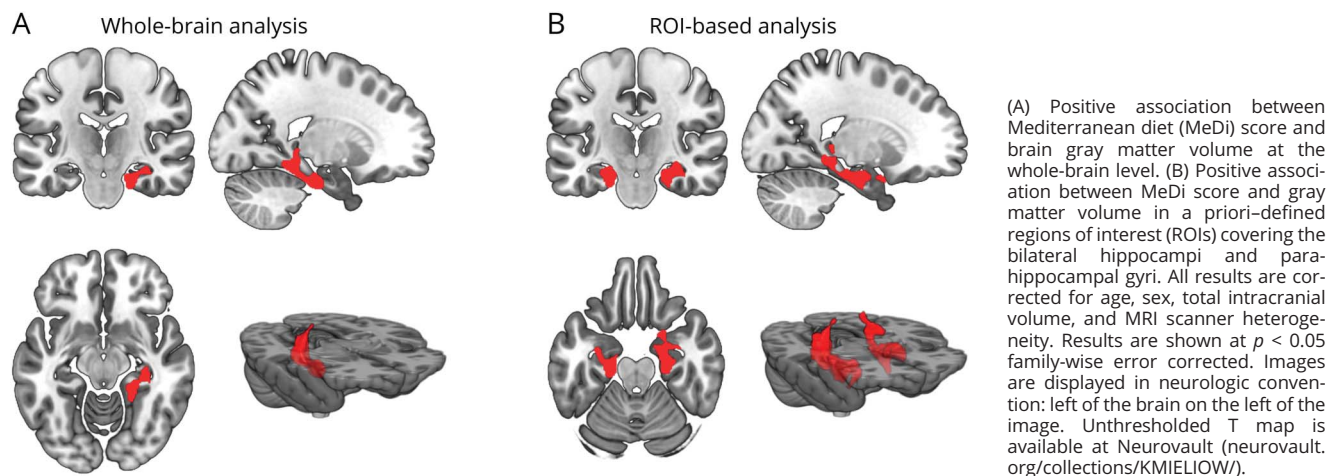 A Whole-brain analysis
B ROI-based analysis
(A) Positive association between
Mediterranean diet (MeDi) score and
brain gray matter volume at the
whole-brain level. (B) Positive associ-
ation between MeDi score and gray
matter volume in a priori–defined
regions of interest (ROIs) covering the
bilateral hippocampi and para-
hippocampal gyri. All results are cor-
rected for age, sex, total intracranial
volume, and MRI scanner heteroge-
neity. Results are shown at p < 0.05
family-wise error corrected. Images
are displayed in neurologic conven-
tion: left of the brain on the left of the
image. Unthresholded T map is
available at Neurovault (neurovault.
org/collections/KMIELIOW/).